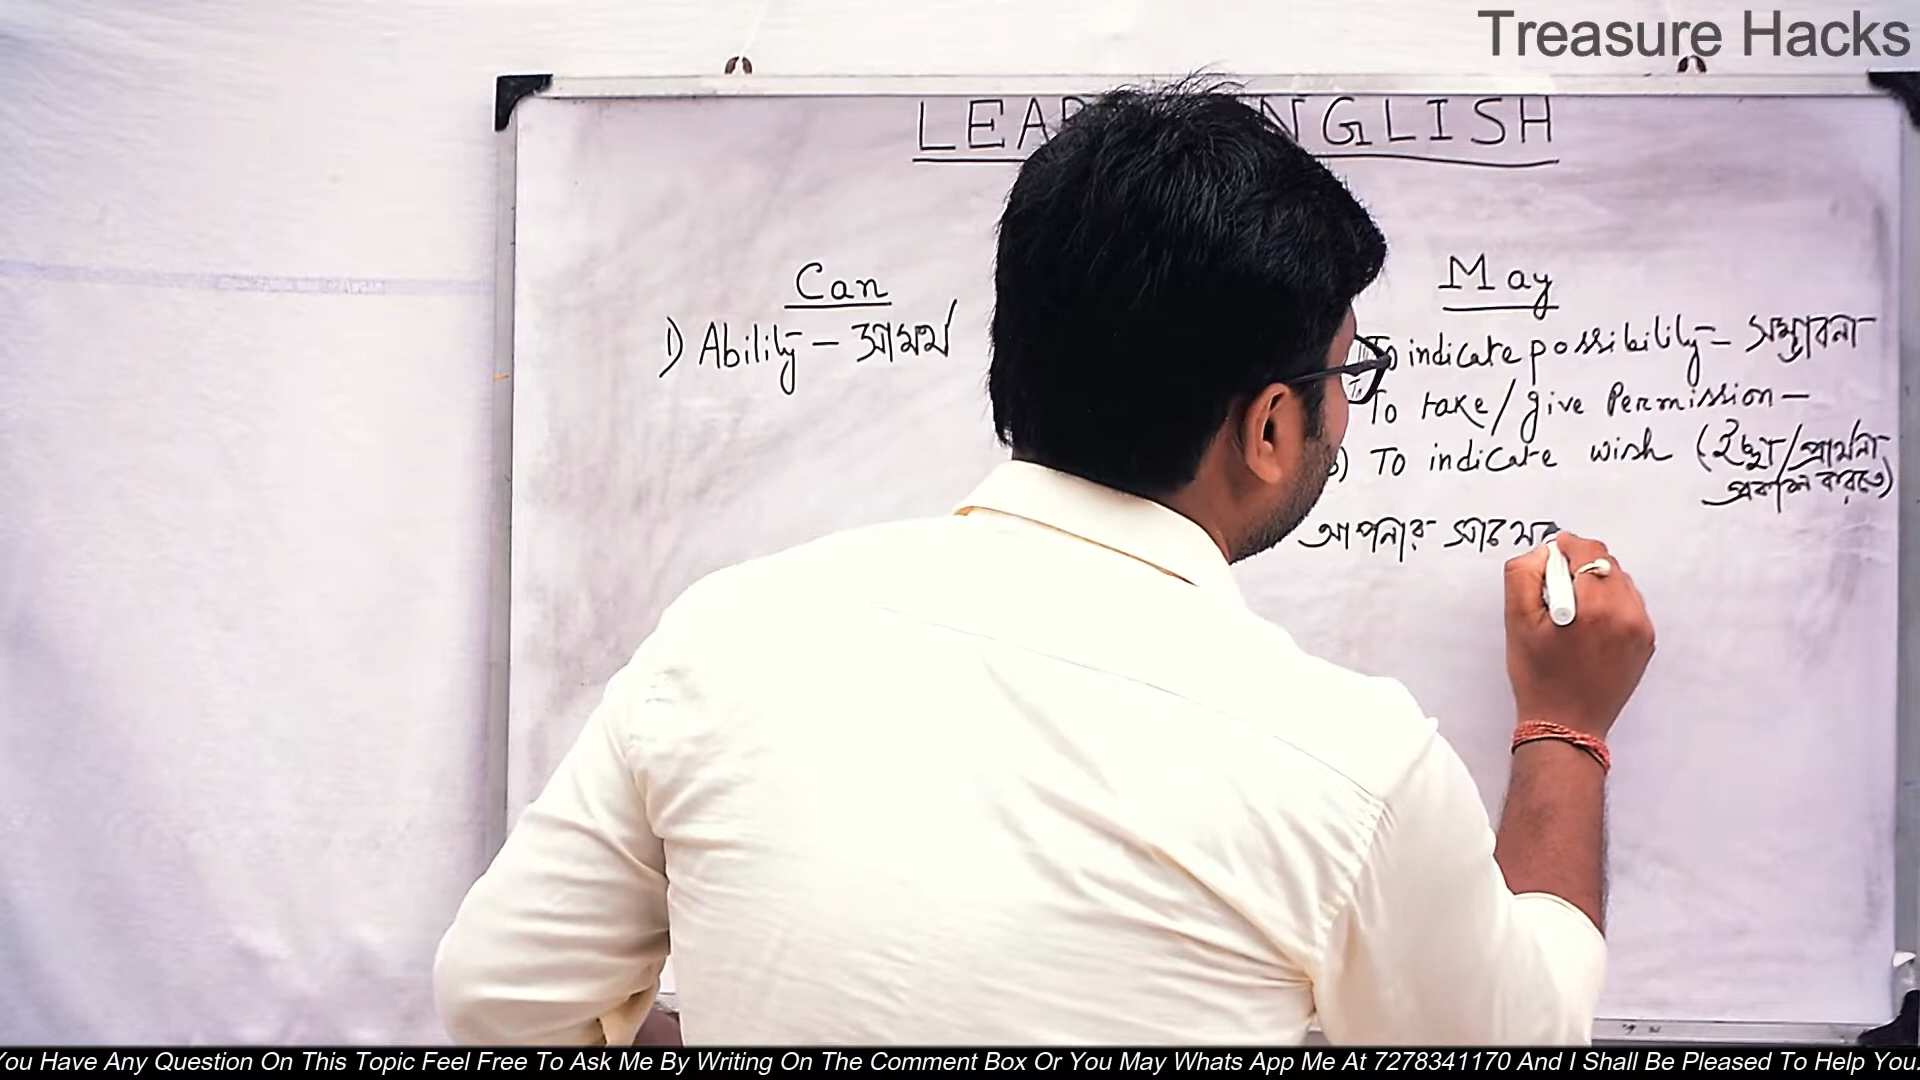 Treasure Hacks
LEA NGLISH
Can
1) Ability – সামর্থ
May
To indicate possibility – সম্ভাবনা
To take/give Permission –
3) To indicate wish (ইচ্ছা/প্রার্থনা
প্রকাশ করতে)
আপনার
You Have Any Question On This Topic Feel Free To Ask Me By Writing On The Comment Box Or You May Whats App Me At 7278341170 And I Shall Be Pleased To Help You.